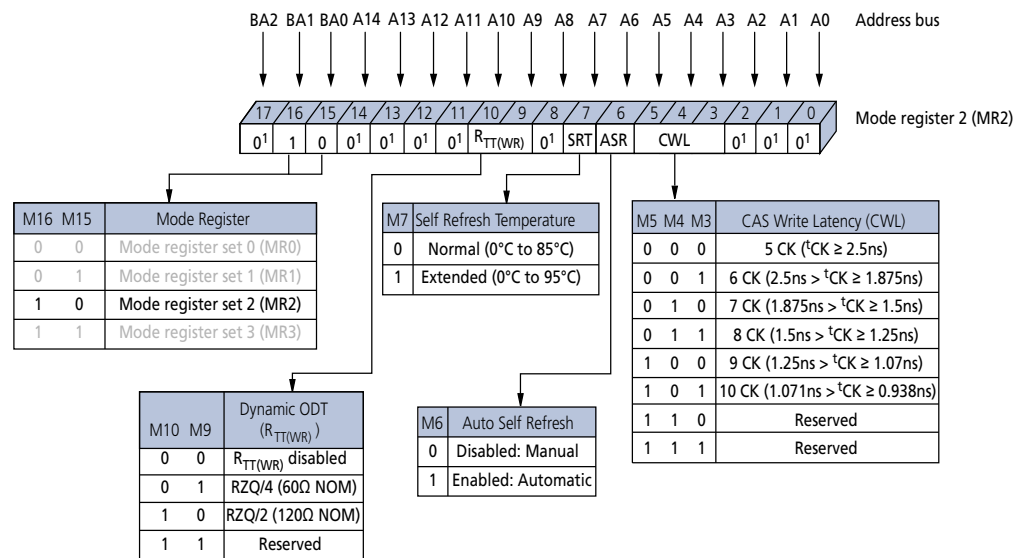 BA2 BA1 BA0 A14 A13 A12 A11 A10 A9 A8 A7 A6 A5 A4 A3 A2 A1 A0 Address bus
17 16 15 14 13 12 11 10 9 8 7 6 5 4 3 2 1 0 Mode register 2 (MR2)
0¹ 1 0 0¹ 0¹ 0¹ 0¹ RTT(WR) 0¹ SRT ASR CWL 0¹ 0¹ 0¹
M16 M15 Mode Register
0 0 Mode register set 0 (MR0)
0 1 Mode register set 1 (MR1)
1 0 Mode register set 2 (MR2)
1 1 Mode register set 3 (MR3)
M7 Self Refresh Temperature
0 Normal (0°C to 85°C)
1 Extended (0°C to 95°C)
M5 M4 M3 CAS Write Latency (CWL)
0 0 0 5 CK (ᵗCK ≥ 2.5ns)
0 0 1 6 CK (2.5ns > ᵗCK ≥ 1.875ns)
0 1 0 7 CK (1.875ns > ᵗCK ≥ 1.5ns)
0 1 1 8 CK (1.5ns > ᵗCK ≥ 1.25ns)
1 0 0 9 CK (1.25ns > ᵗCK ≥ 1.07ns)
1 0 1 10 CK (1.071ns > ᵗCK ≥ 0.938ns)
1 1 0 Reserved
1 1 1 Reserved
M10 M9 Dynamic ODT
(RTT(WR) )
0 0 RTT(WR) disabled
0 1 RZQ/4 (60Ω NOM)
1 0 RZQ/2 (120Ω NOM)
1 1 Reserved
M6 Auto Self Refresh
0 Disabled: Manual
1 Enabled: Automatic